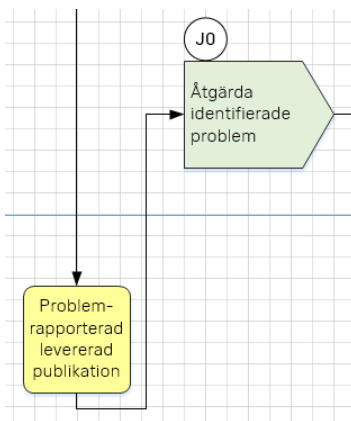 J0
Åtgärda
identifierade
problem
Problem-
rapporterad
levererad
publikation